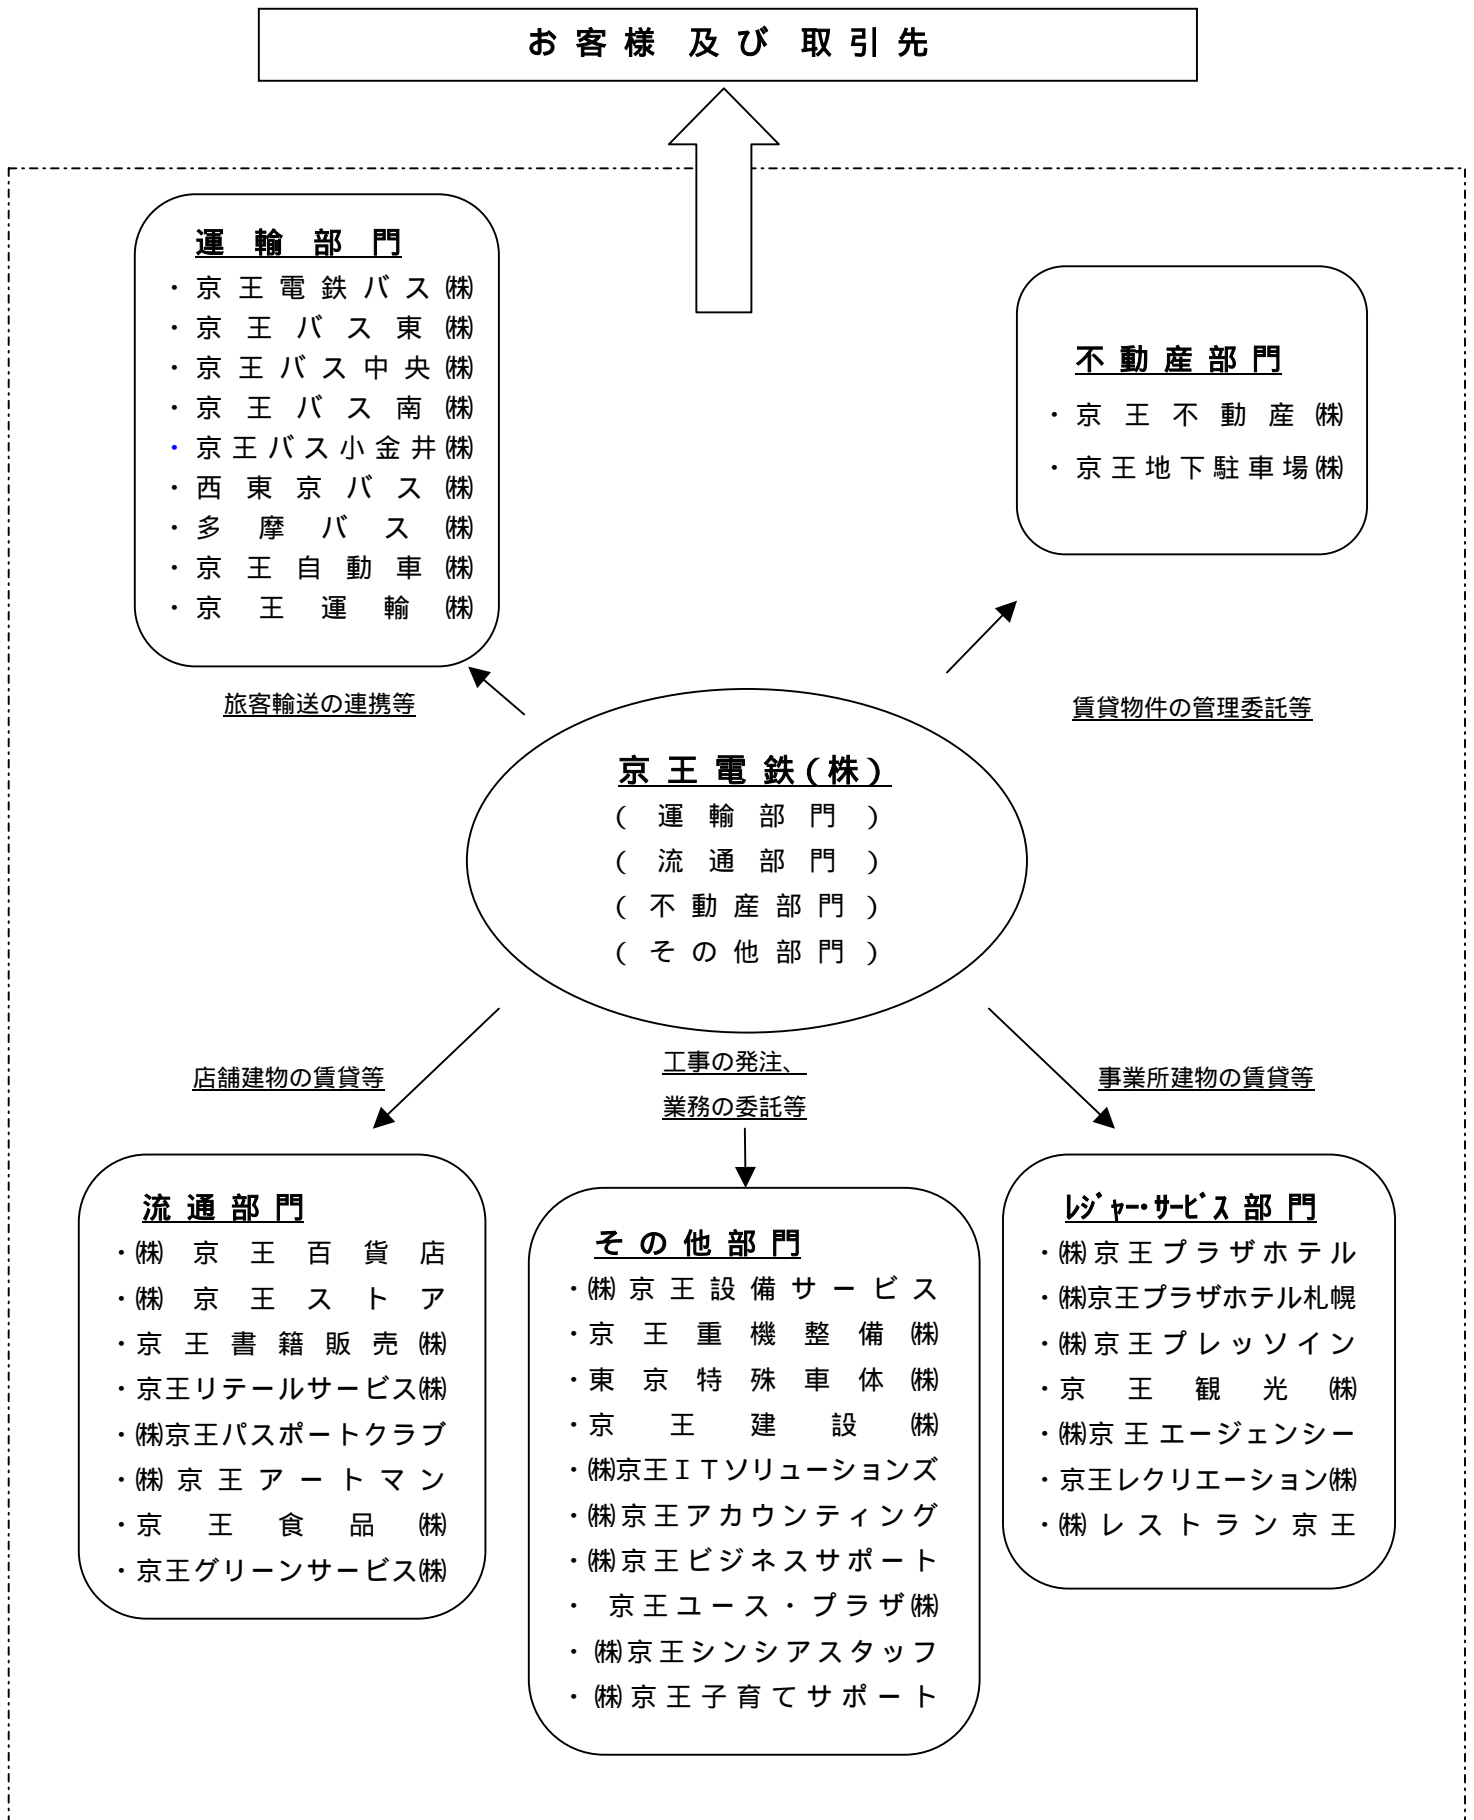 お客様 及び 取引先
運輸部門
・京王電鉄バス㈱
・京王バス東㈱
・京王バス中央㈱
・京王バス南㈱
・京王バス小金井㈱
・西東京バス㈱
・多摩バス㈱
・京王自動車㈱
・京王運輸㈱
不動産部門
・京王不動産㈱
・京王地下駐車場㈱
旅客輸送の連携等
賃貸物件の管理委託等
京王電鉄(株)
(運輸部門)
(流通部門)
(不動産部門)
(その他部門)
店舗建物の賃貸等
工事の発注、
業務の委託等
事業所建物の賃貸等
流通部門
・㈱京王百貨店
・㈱京王ストア
・京王書籍販売㈱
・京王リテールサービス㈱
・㈱京王パスポートクラブ
・㈱京王アートマン
・京王食品㈱
・京王グリーンサービス㈱
その他部門
・㈱京王設備サービス
・京王重機整備㈱
・東京特殊車体㈱
・京王建設㈱
・㈱京王ITソリューションズ
・㈱京王アカウンティング
・㈱京王ビジネスサポート
・京王ユース・プラザ㈱
・㈱京王シンシアスタッフ
・㈱京王子育てサポート
ﾚｼﾞｬｰ･ｻｰﾋﾞｽ部門
・㈱京王プラザホテル
・㈱京王プラザホテル札幌
・㈱京王プレッソイン
・京王観光㈱
・㈱京王エージェンシー
・京王レクリエーション㈱
・㈱レストラン京王